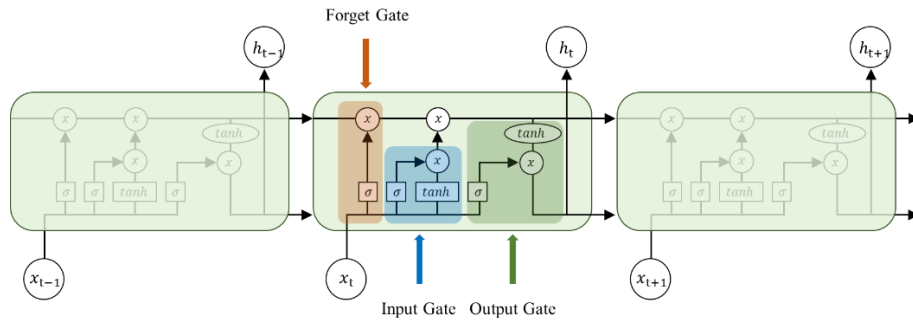 Forget Gate
h_{t-1} h_t h_{t+1}
x x x x x x
tanh tanh tanh
x x x x x x
σ σ tanh σ σ σ tanh σ σ σ tanh σ
x_{t-1} x_t x_{t+1}
Input Gate Output Gate